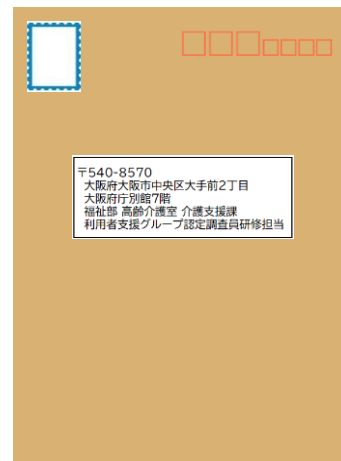 〒540-8570
大阪府大阪市中央区大手前2丁目
大阪府庁別館7階
福祉部 高齢介護室 介護支援課
利用者支援グループ認定調査員研修担当